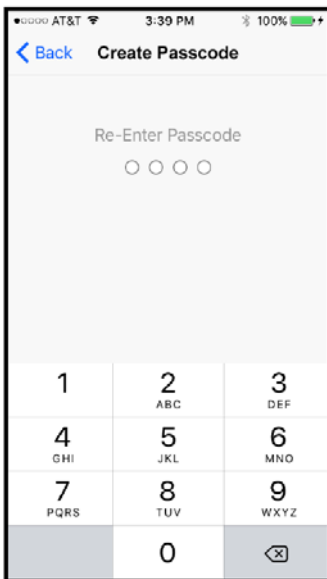 AT&T 3:39 PM 100%
Back Create Passcode
Re-Enter Passcode
1 2 3
ABC DEF
4 5 6
GHI JKL MNO
7 8 9
PQRS TUV WXYZ
0